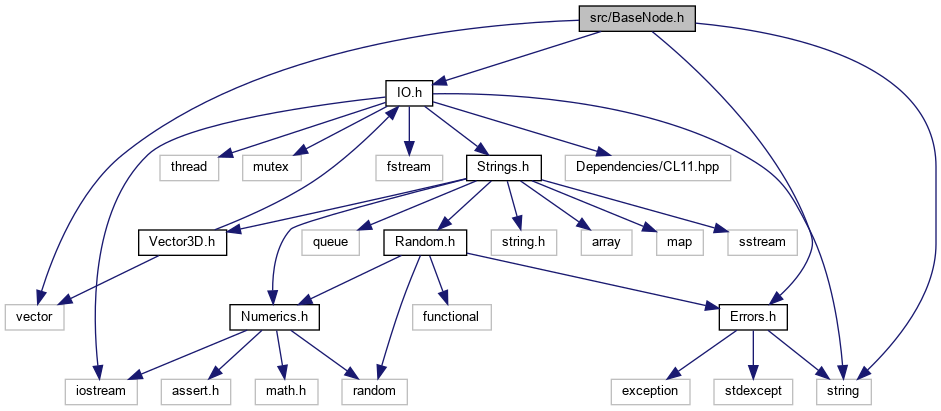 src/BaseNode.h
IO.h
thread
mutex
fstream
Strings.h
Dependencies/CL11.hpp
Vector3D.h
queue
Random.h
string.h
array
map
sstream
vector
Numerics.h
functional
Errors.h
iostream
assert.h
math.h
random
exception
stdexcept
string